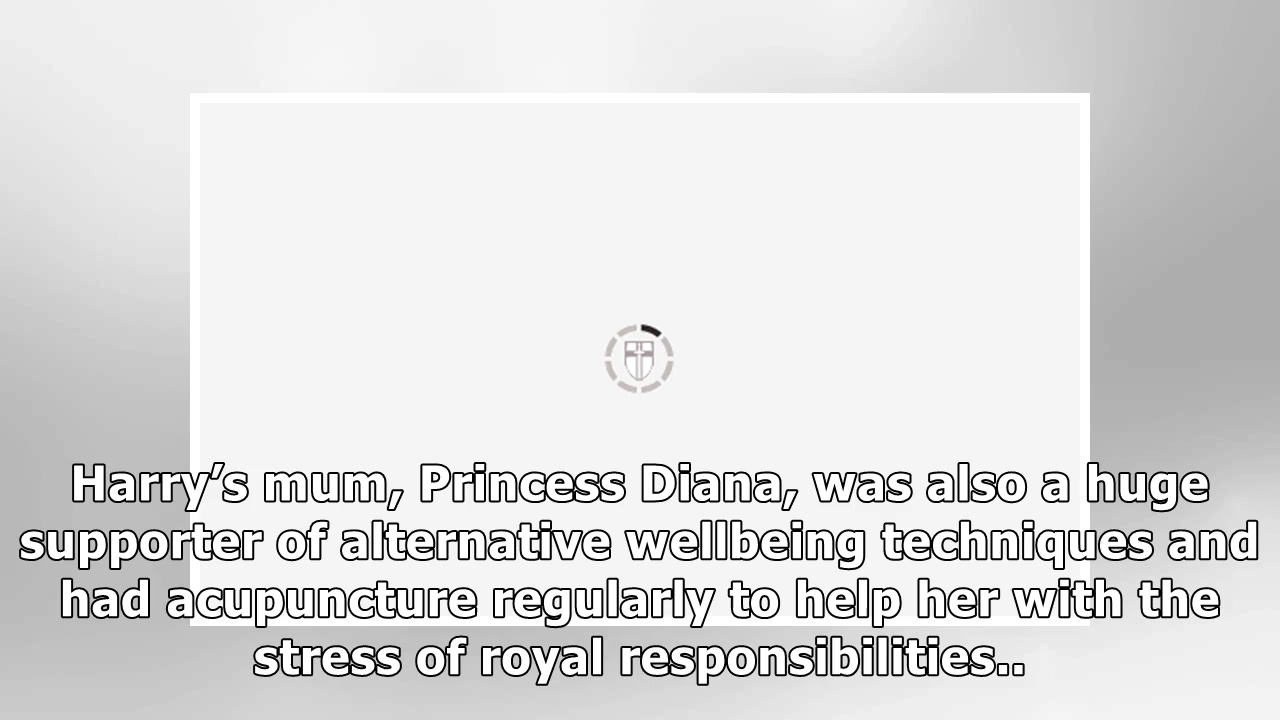 Harry’s mum, Princess Diana, was also a huge
supporter of alternative wellbeing techniques and
had acupuncture regularly to help her with the
stress of royal responsibilities..